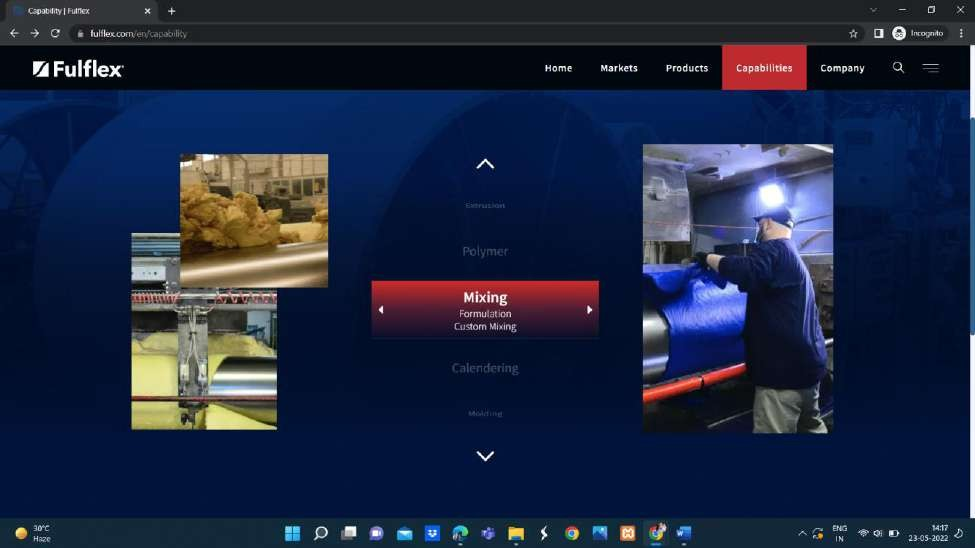 Capability | Fulflex
fulflex.com/en/capability
Incognito
Fulflex
Home
Markets
Products
Capabilities
Company
Extrusion
Polymer
Mixing
Formulation
Custom Mixing
Calendering
Molding
30°C
Haze
ENG
IN
14:17
23-05-2022